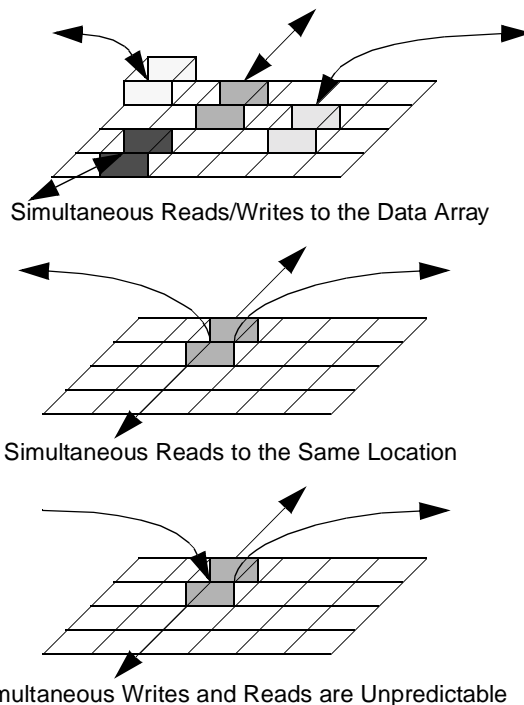 Simultaneous Reads/Writes to the Data Array
Simultaneous Reads to the Same Location
multaneous Writes and Reads are Unpredictable